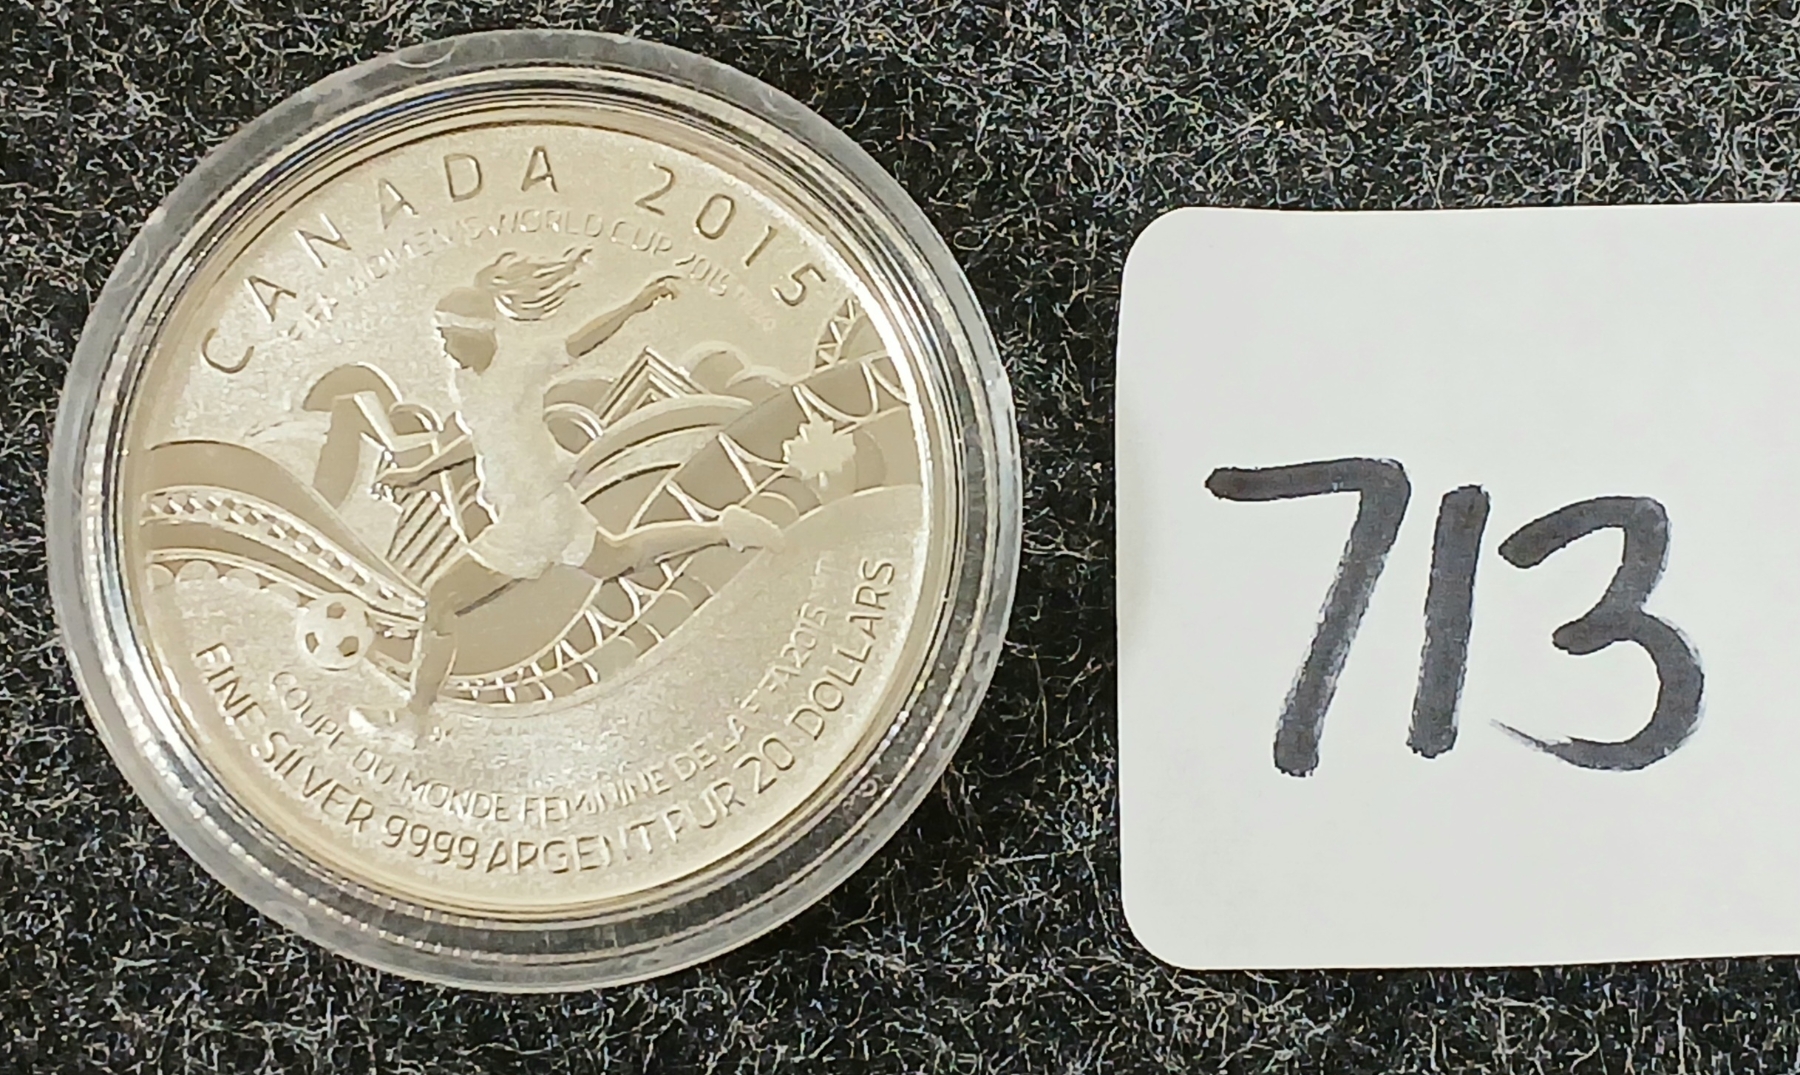 CANADA 2015
FIFA WOMEN'S WORLD CUP 2015
COUPE DU MONDE FEMININE DE LA FIFA 2015
FINE SILVER 9999 ARGENT PUR 20 DOLLARS
713